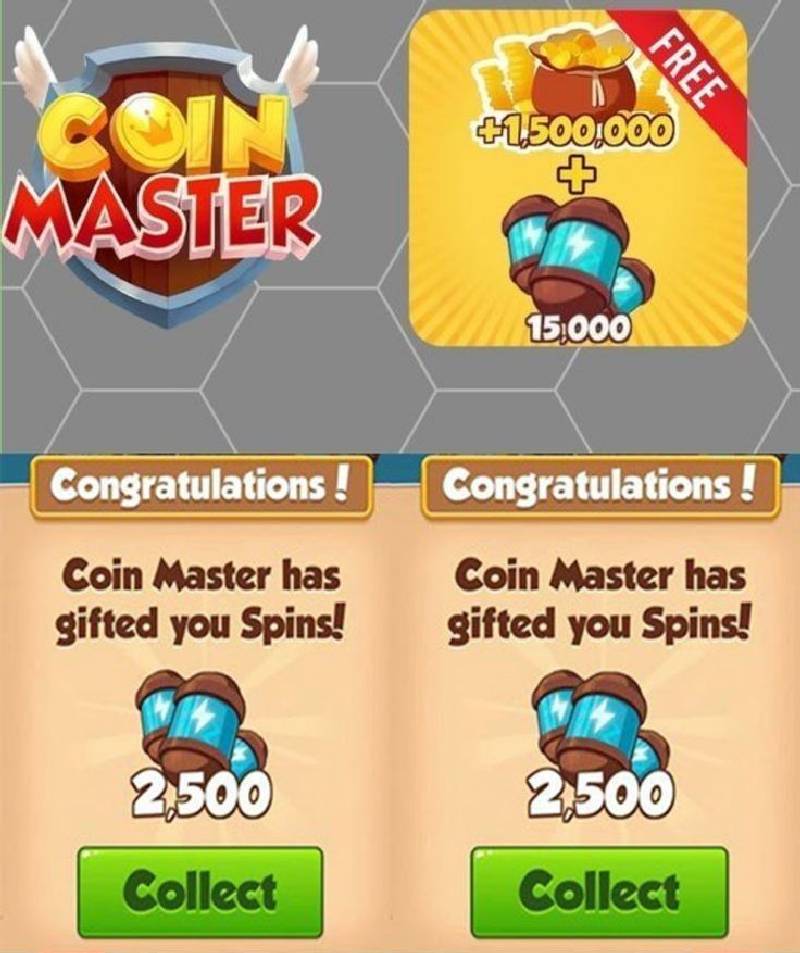 COIN
MASTER
FREE
+1,500,000
+
15,000
Congratulations!
Coin Master has
gifted you Spins!
2,500
Collect
Congratulations!
Coin Master has
gifted you Spins!
2,500
Collect